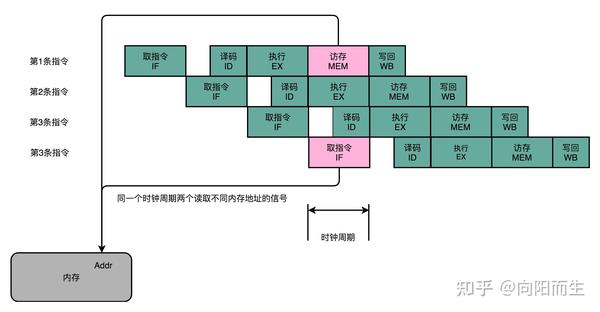 第1条指令
取指令 IF
译码 ID
执行 EX
访存 MEM
写回 WB
第2条指令
取指令 IF
译码 ID
执行 EX
访存 MEM
写回 WB
第3条指令
取指令 IF
译码 ID
执行 EX
访存 MEM
写回 WB
第3条指令
取指令 IF
译码 ID
执行 EX
访存 MEM
写回 WB
同一个时钟周期两个读取不同内存地址的信号
时钟周期
Addr
内存
知乎 @向阳而生